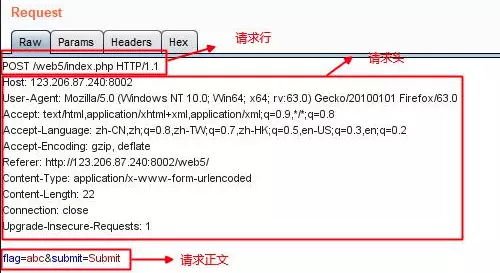 Request
Raw Params Headers Hex
请求行
POST /web5/index.php HTTP/1.1
请求头
Host: 123.206.87.240:8002
User-Agent: Mozilla/5.0 (Windows NT 10.0; Win64; x64; rv:63.0) Gecko/20100101 Firefox/63.0
Accept: text/html,application/xhtml+xml,application/xml;q=0.9,*/*;q=0.8
Accept-Language: zh-CN,zh;q=0.8,zh-TW;q=0.7,zh-HK;q=0.5,en-US;q=0.3,en;q=0.2
Accept-Encoding: gzip, deflate
Referer: http://123.206.87.240:8002/web5/
Content-Type: application/x-www-form-urlencoded
Content-Length: 22
Connection: close
Upgrade-Insecure-Requests: 1
flag=abc&submit=Submit 请求正文